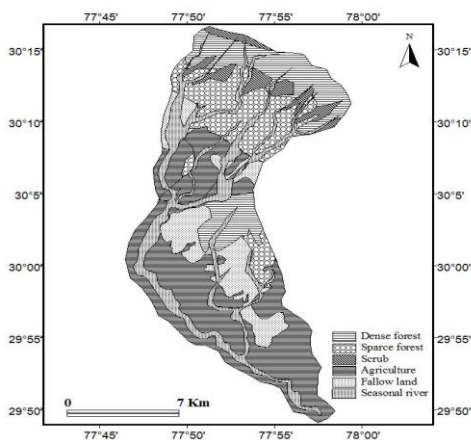 77°45' 77°50' 77°55' 78°00'
30°15'
30°15'
N
30°10'
30°10'
30°5'
30°5'
30°00'
30°00'
29°55'
29°55'
Dense forest
Sparce forest
Scrub
Agriculture
Fallow land
Seasonal river
0 7 Km
29°50'
29°50'
77°45' 77°50' 77°55' 78°00'